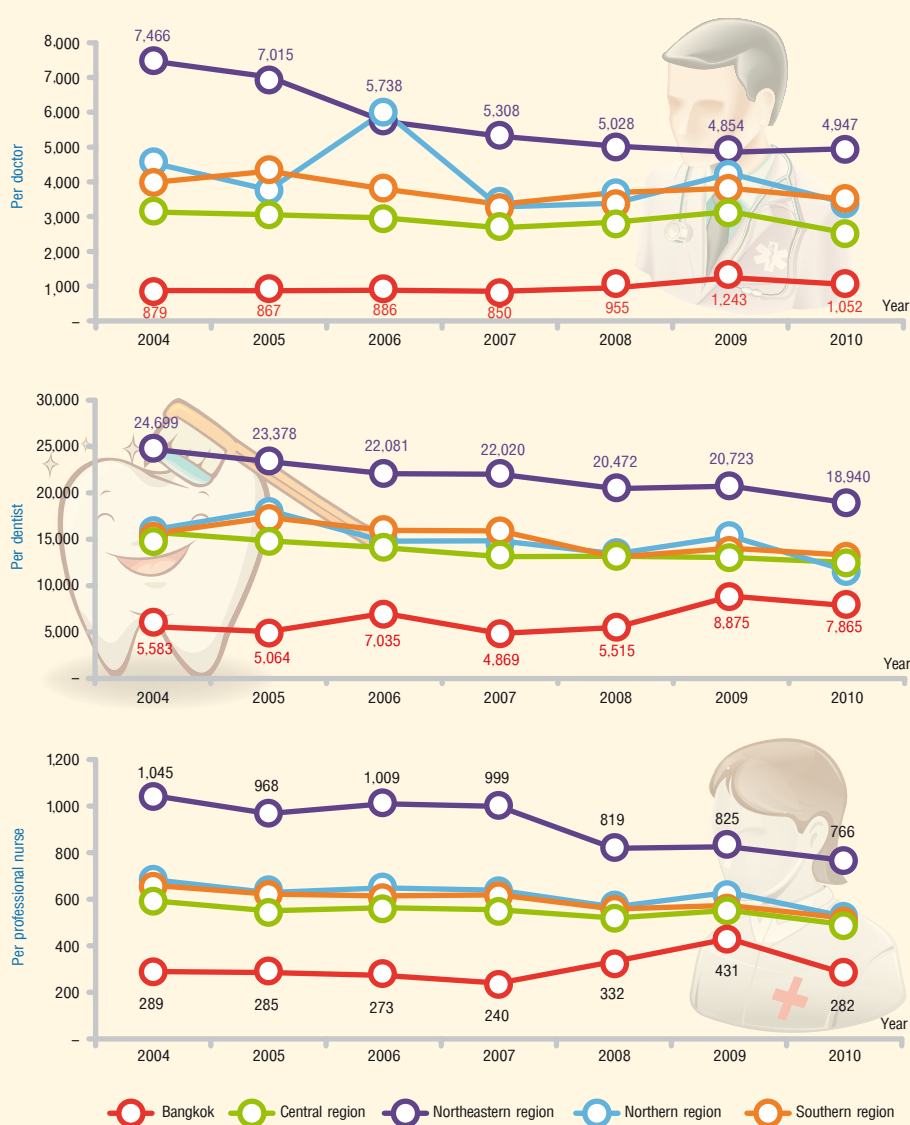 Per doctor
8,000
7,000
6,000
5,000
4,000
3,000
2,000
1,000
–
7,466 7,015 5,738 5,308 5,028 4,854 4,947
879 867 886 850 955 1,243 1,052
Year
2004 2005 2006 2007 2008 2009 2010
Per dentist
30,000
25,000
20,000
15,000
10,000
5,000
–
24,699 23,378 22,081 22,020 20,472 20,723 18,940
5,583 5,064 7,035 4,869 5,515 8,875 7,865
Year
2004 2005 2006 2007 2008 2009 2010
Per professional nurse
1,200
1,000
800
600
400
200
–
1,045 968 1,009 999 819 825 766
289 285 273 240 332 431 282
Year
2004 2005 2006 2007 2008 2009 2010
Bangkok Central region Northeastern region Northern region Southern region